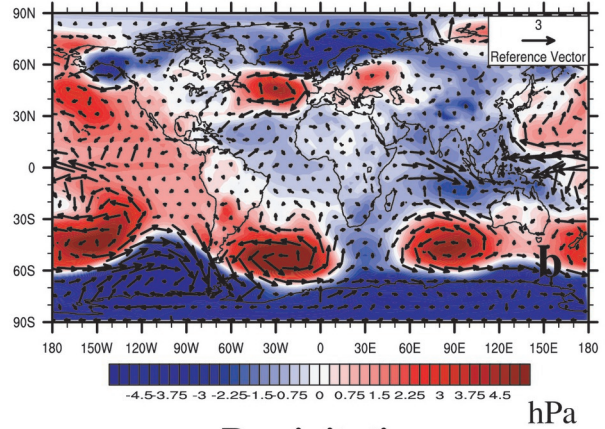 90N
3
Reference Vector
60N
30N
0
30S
60S
b
90S
180 150W 120W 90W 60W 30W 0 30E 60E 90E 120E 150E 180
-4.5-3.75 -3 -2.25-1.5-0.75 0 0.75 1.5 2.25 3 3.75 4.5
hPa